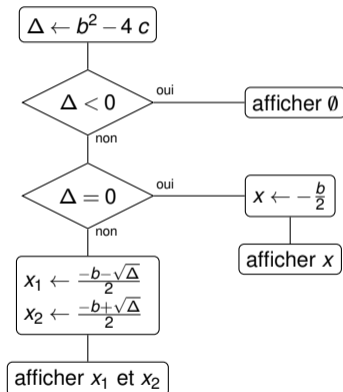 Δ ← b² − 4 c
Δ < 0
oui
afficher ∅
non
Δ = 0
oui
x ← −b/2
non
afficher x
x₁ ← (−b−√Δ)/2
x₂ ← (−b+√Δ)/2
afficher x₁ et x₂